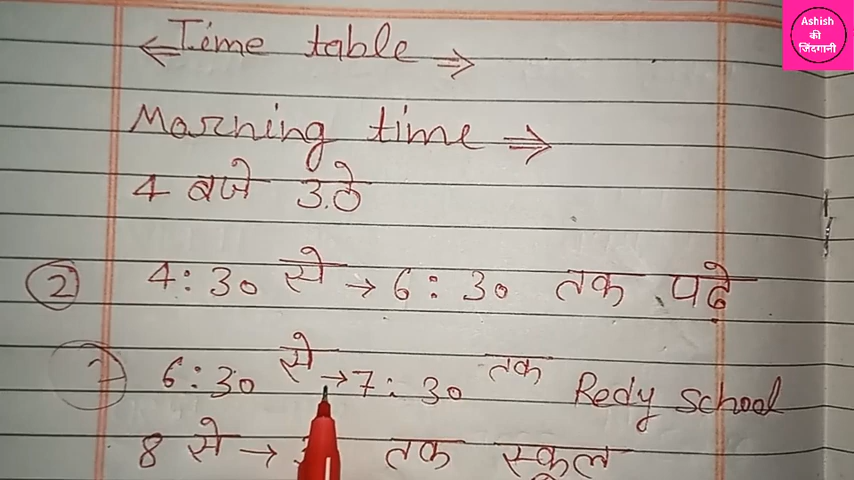 Ashish
की
जिंदगानी
← Time table ⇒
Morning time ⇒
4 बजे उठे
② 4:30 से → 6:30 तक पढ़े
6:30 से → 7:30 तक Redy school
8 से → तक स्कूल